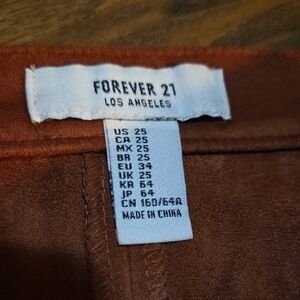 FOREVER 21
LOS ANGELES
US 25
CA 25
MX 25
BR 25
EU 34
UK 25
KR 64
JP 64
CN 160/64A
MADE IN CHINA